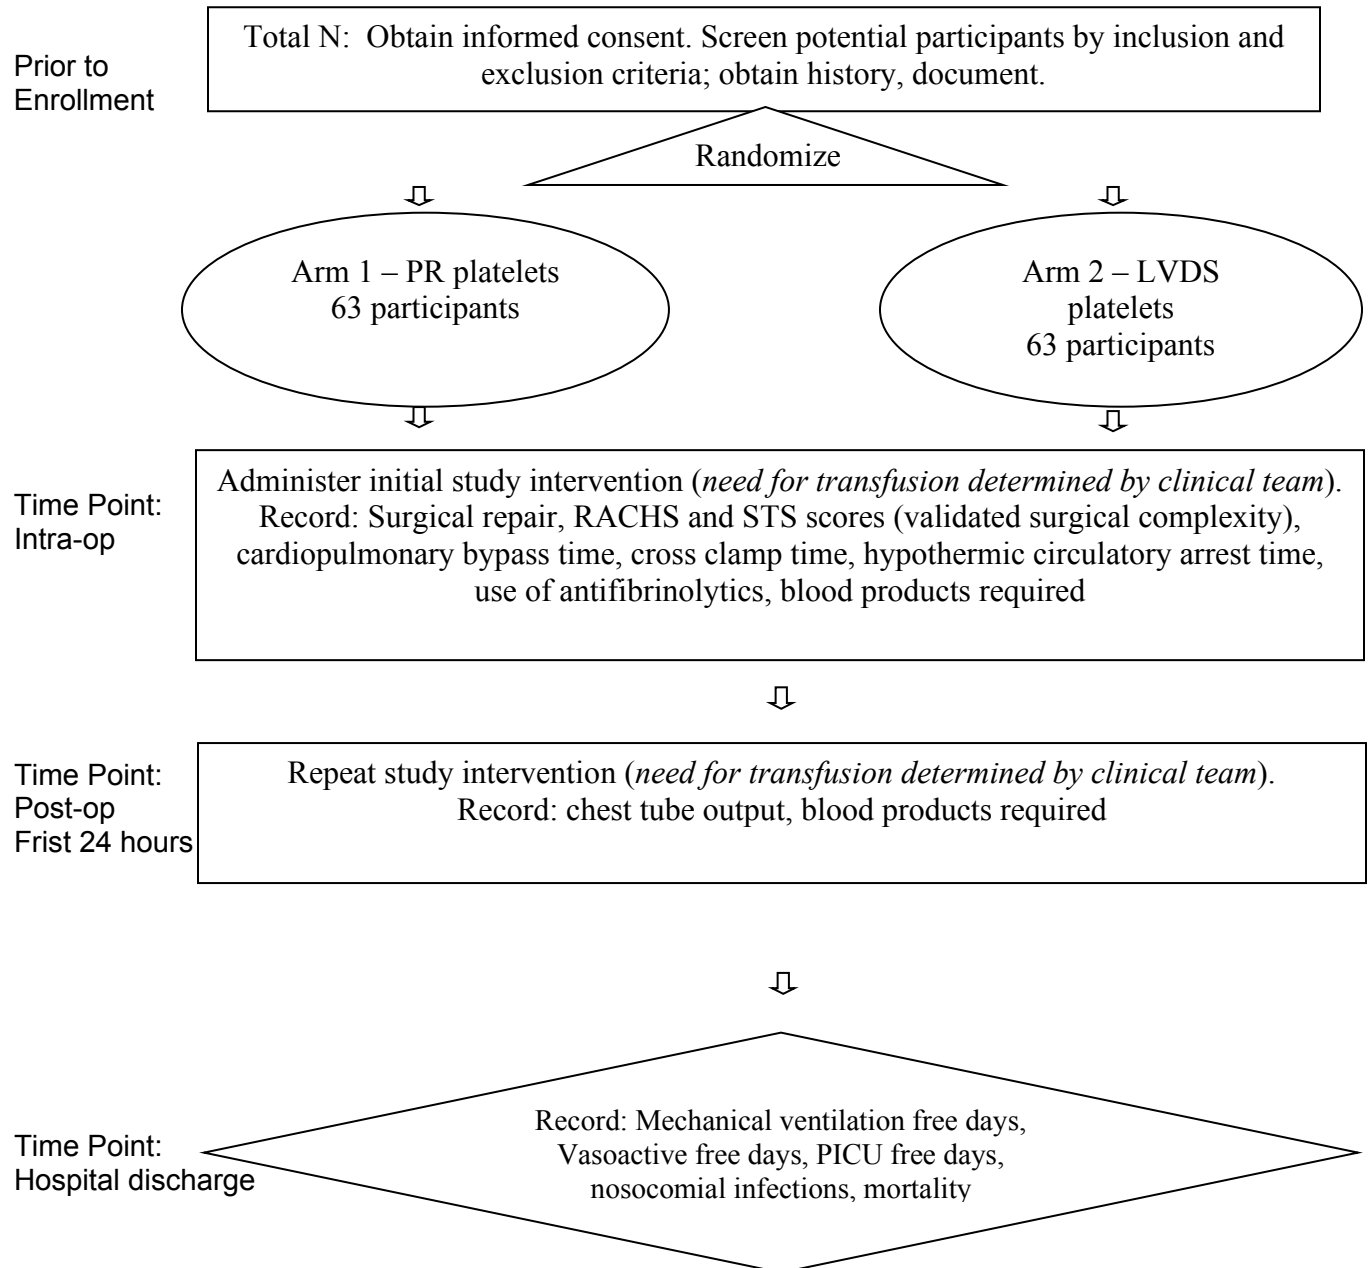 Total N:  Obtain informed consent. Screen potential participants by inclusion and
exclusion criteria; obtain history, document.
Prior to
Enrollment
Randomize
Arm 1 – PR platelets
63 participants
Arm 2 – LVDS
platelets
63 participants
Time Point:
Intra-op
Administer initial study intervention (need for transfusion determined by clinical team).
Record: Surgical repair, RACHS and STS scores (validated surgical complexity),
cardiopulmonary bypass time, cross clamp time, hypothermic circulatory arrest time,
use of antifibrinolytics, blood products required
Time Point:
Post-op
Frist 24 hours
Repeat study intervention (need for transfusion determined by clinical team).
Record: chest tube output, blood products required
Time Point:
Hospital discharge
Record: Mechanical ventilation free days,
Vasoactive free days, PICU free days,
nosocomial infections, mortality